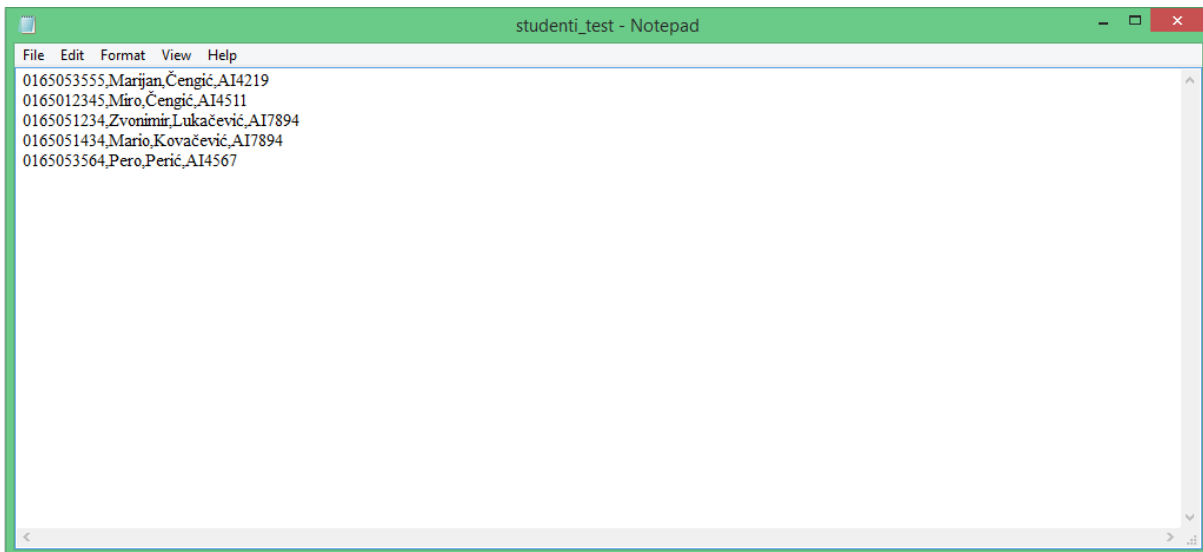 studenti_test - Notepad
File Edit Format View Help
0165053555,Marijan,Čengić,AI4219
0165012345,Miro,Čengić,AI4511
0165051234,Zvonimir,Lukačević,AI7894
0165051434,Mario,Kovačević,AI7894
0165053564,Pero,Perić,AI4567